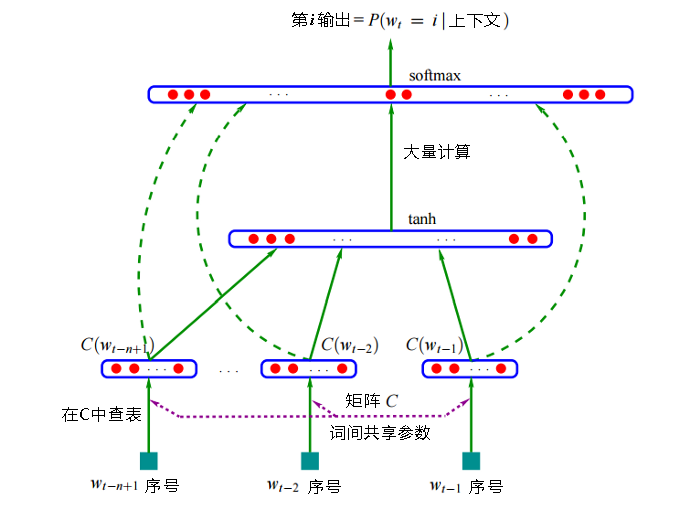 第i输出=P(w_t = i | 上下文)
softmax
...
...
大量计算
tanh
...
...
C(w_{t-n+1})
C(w_{t-2})
C(w_{t-1})
...
...
...
...
在C中查表
矩阵 C
词间共享参数
w_{t-n+1} 序号
w_{t-2} 序号
w_{t-1} 序号